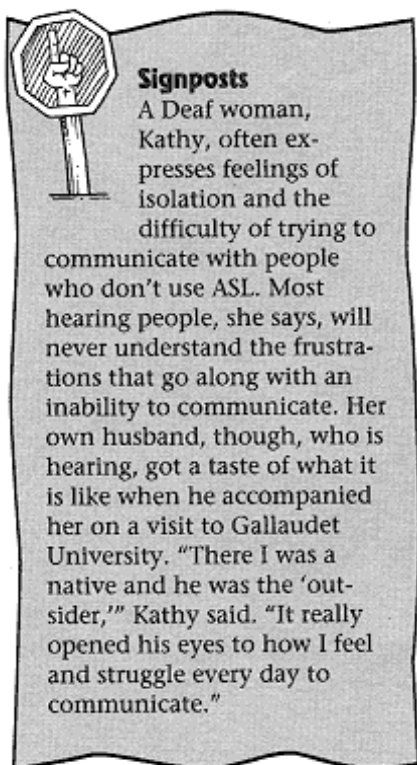 Signposts
A Deaf woman,
Kathy, often ex-
presses feelings of
isolation and the
difficulty of trying to
communicate with people
who don't use ASL. Most
hearing people, she says, will
never understand the frustra-
tions that go along with an
inability to communicate. Her
own husband, though, who is
hearing, got a taste of what it
is like when he accompanied
her on a visit to Gallaudet
University. "There I was a
native and he was the 'out-
sider,'" Kathy said. "It really
opened his eyes to how I feel
and struggle every day to
communicate."